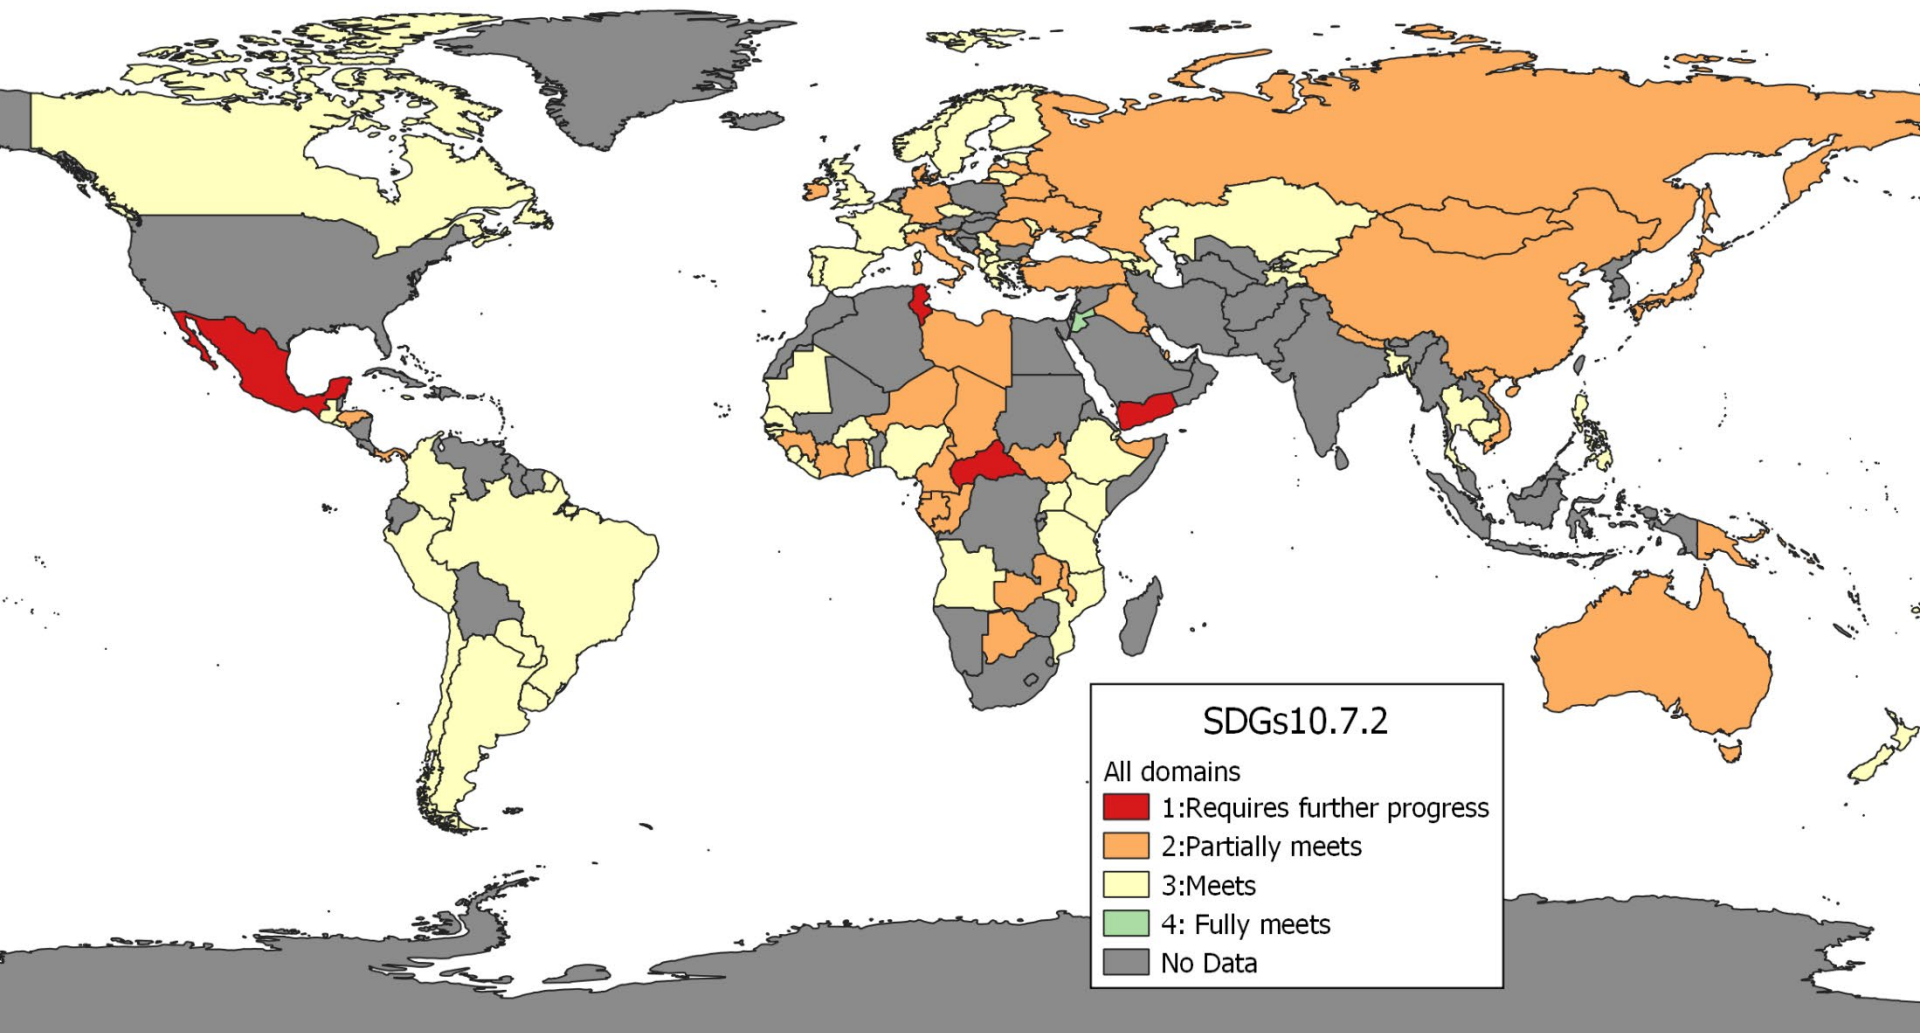 SDGs10.7.2
All domains
1:Requires further progress
2:Partially meets
3:Meets
4: Fully meets
No Data